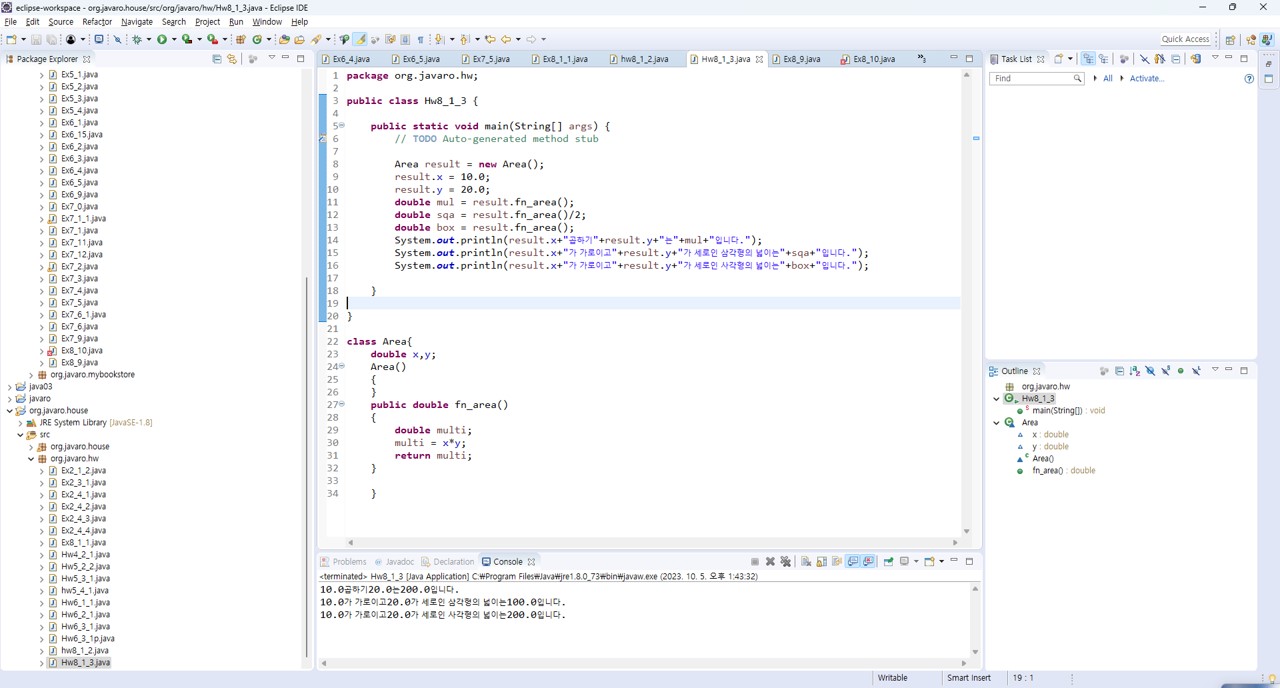 eclipse-workspace - org.javaro.house/src/org/javaro/hw/Hw8_1_3.java - Eclipse IDE
File Edit Source Refactor Navigate Search Project Run Window Help
Quick Access
Package Explorer
Ex5_1.java
Ex5_2.java
Ex5_3.java
Ex5_4.java
Ex6_1.java
Ex6_15.java
Ex6_2.java
Ex6_3.java
Ex6_4.java
Ex6_5.java
Ex6_9.java
Ex7_0.java
Ex7_1_1.java
Ex7_1.java
Ex7_11.java
Ex7_12.java
Ex7_2.java
Ex7_3.java
Ex7_4.java
Ex7_5.java
Ex7_6_1.java
Ex7_6.java
Ex7_9.java
Ex8_10.java
Ex8_9.java
org.javaro.mybookstore
java03
javaro
org.javaro.house
JRE System Library [JavaSE-1.8]
src
org.javaro.house
org.javaro.hw
Ex2_1_2.java
Ex2_3_1.java
Ex2_4_1.java
Ex2_4_2.java
Ex2_4_3.java
Ex2_4_4.java
Ex8_1_1.java
Hw4_2_1.java
Hw5_2_2.java
Hw5_3_1.java
hw5_4_1.java
Hw6_1_1.java
Hw6_2_1.java
Hw6_3_1.java
Hw6_3_1p.java
hw8_1_2.java
Hw8_1_3.java
Ex6_4.java Ex6_5.java Ex7_5.java Ex8_1_1.java hw8_1_2.java Hw8_1_3.java Ex8_9.java Ex8_10.java »3
1 package org.javaro.hw;
2
3 public class Hw8_1_3 {
4
5 public static void main(String[] args) {
6 // TODO Auto-generated method stub
7
8 Area result = new Area();
9 result.x = 10.0;
10 result.y = 20.0;
11 double mul = result.fn_area();
12 double sqa = result.fn_area()/2;
13 double box = result.fn_area();
14 System.out.println(result.x+"곱하기"+result.y+"는"+mul+"입니다.");
15 System.out.println(result.x+"가 가로이고"+result.y+"가 세로인 삼각형의 넓이는"+sqa+"입니다.");
16 System.out.println(result.x+"가 가로이고"+result.y+"가 세로인 사각형의 넓이는"+box+"입니다.");
17
18 }
19
20 }
21
22 class Area{
23 double x,y;
24 Area()
25 {
26 }
27 public double fn_area()
28 {
29 double multi;
30 multi = x*y;
31 return multi;
32 }
33
34 }
Problems Javadoc Declaration Console
<terminated> Hw8_1_3 [Java Application] C:₩Program Files₩Java₩jre1.8.0_73₩bin₩javaw.exe (2023. 10. 5. 오후 1:43:32)
10.0곱하기20.0는200.0입니다.
10.0가 가로이고20.0가 세로인 삼각형의 넓이는100.0입니다.
10.0가 가로이고20.0가 세로인 사각형의 넓이는200.0입니다.
Task List
Find All Activate...
Outline
org.javaro.hw
Hw8_1_3
main(String[]) : void
Area
x : double
y : double
Area()
fn_area() : double
Writable Smart Insert 19 : 1